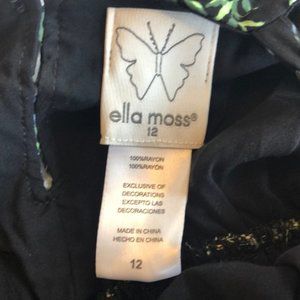 ella moss®
12
100%RAYON
100%RAYON
EXCLUSIVE OF
DECORATIONS
EXCEPTO LAS
DECORACIONES
MADE IN CHINA
HECHO EN CHINA
12